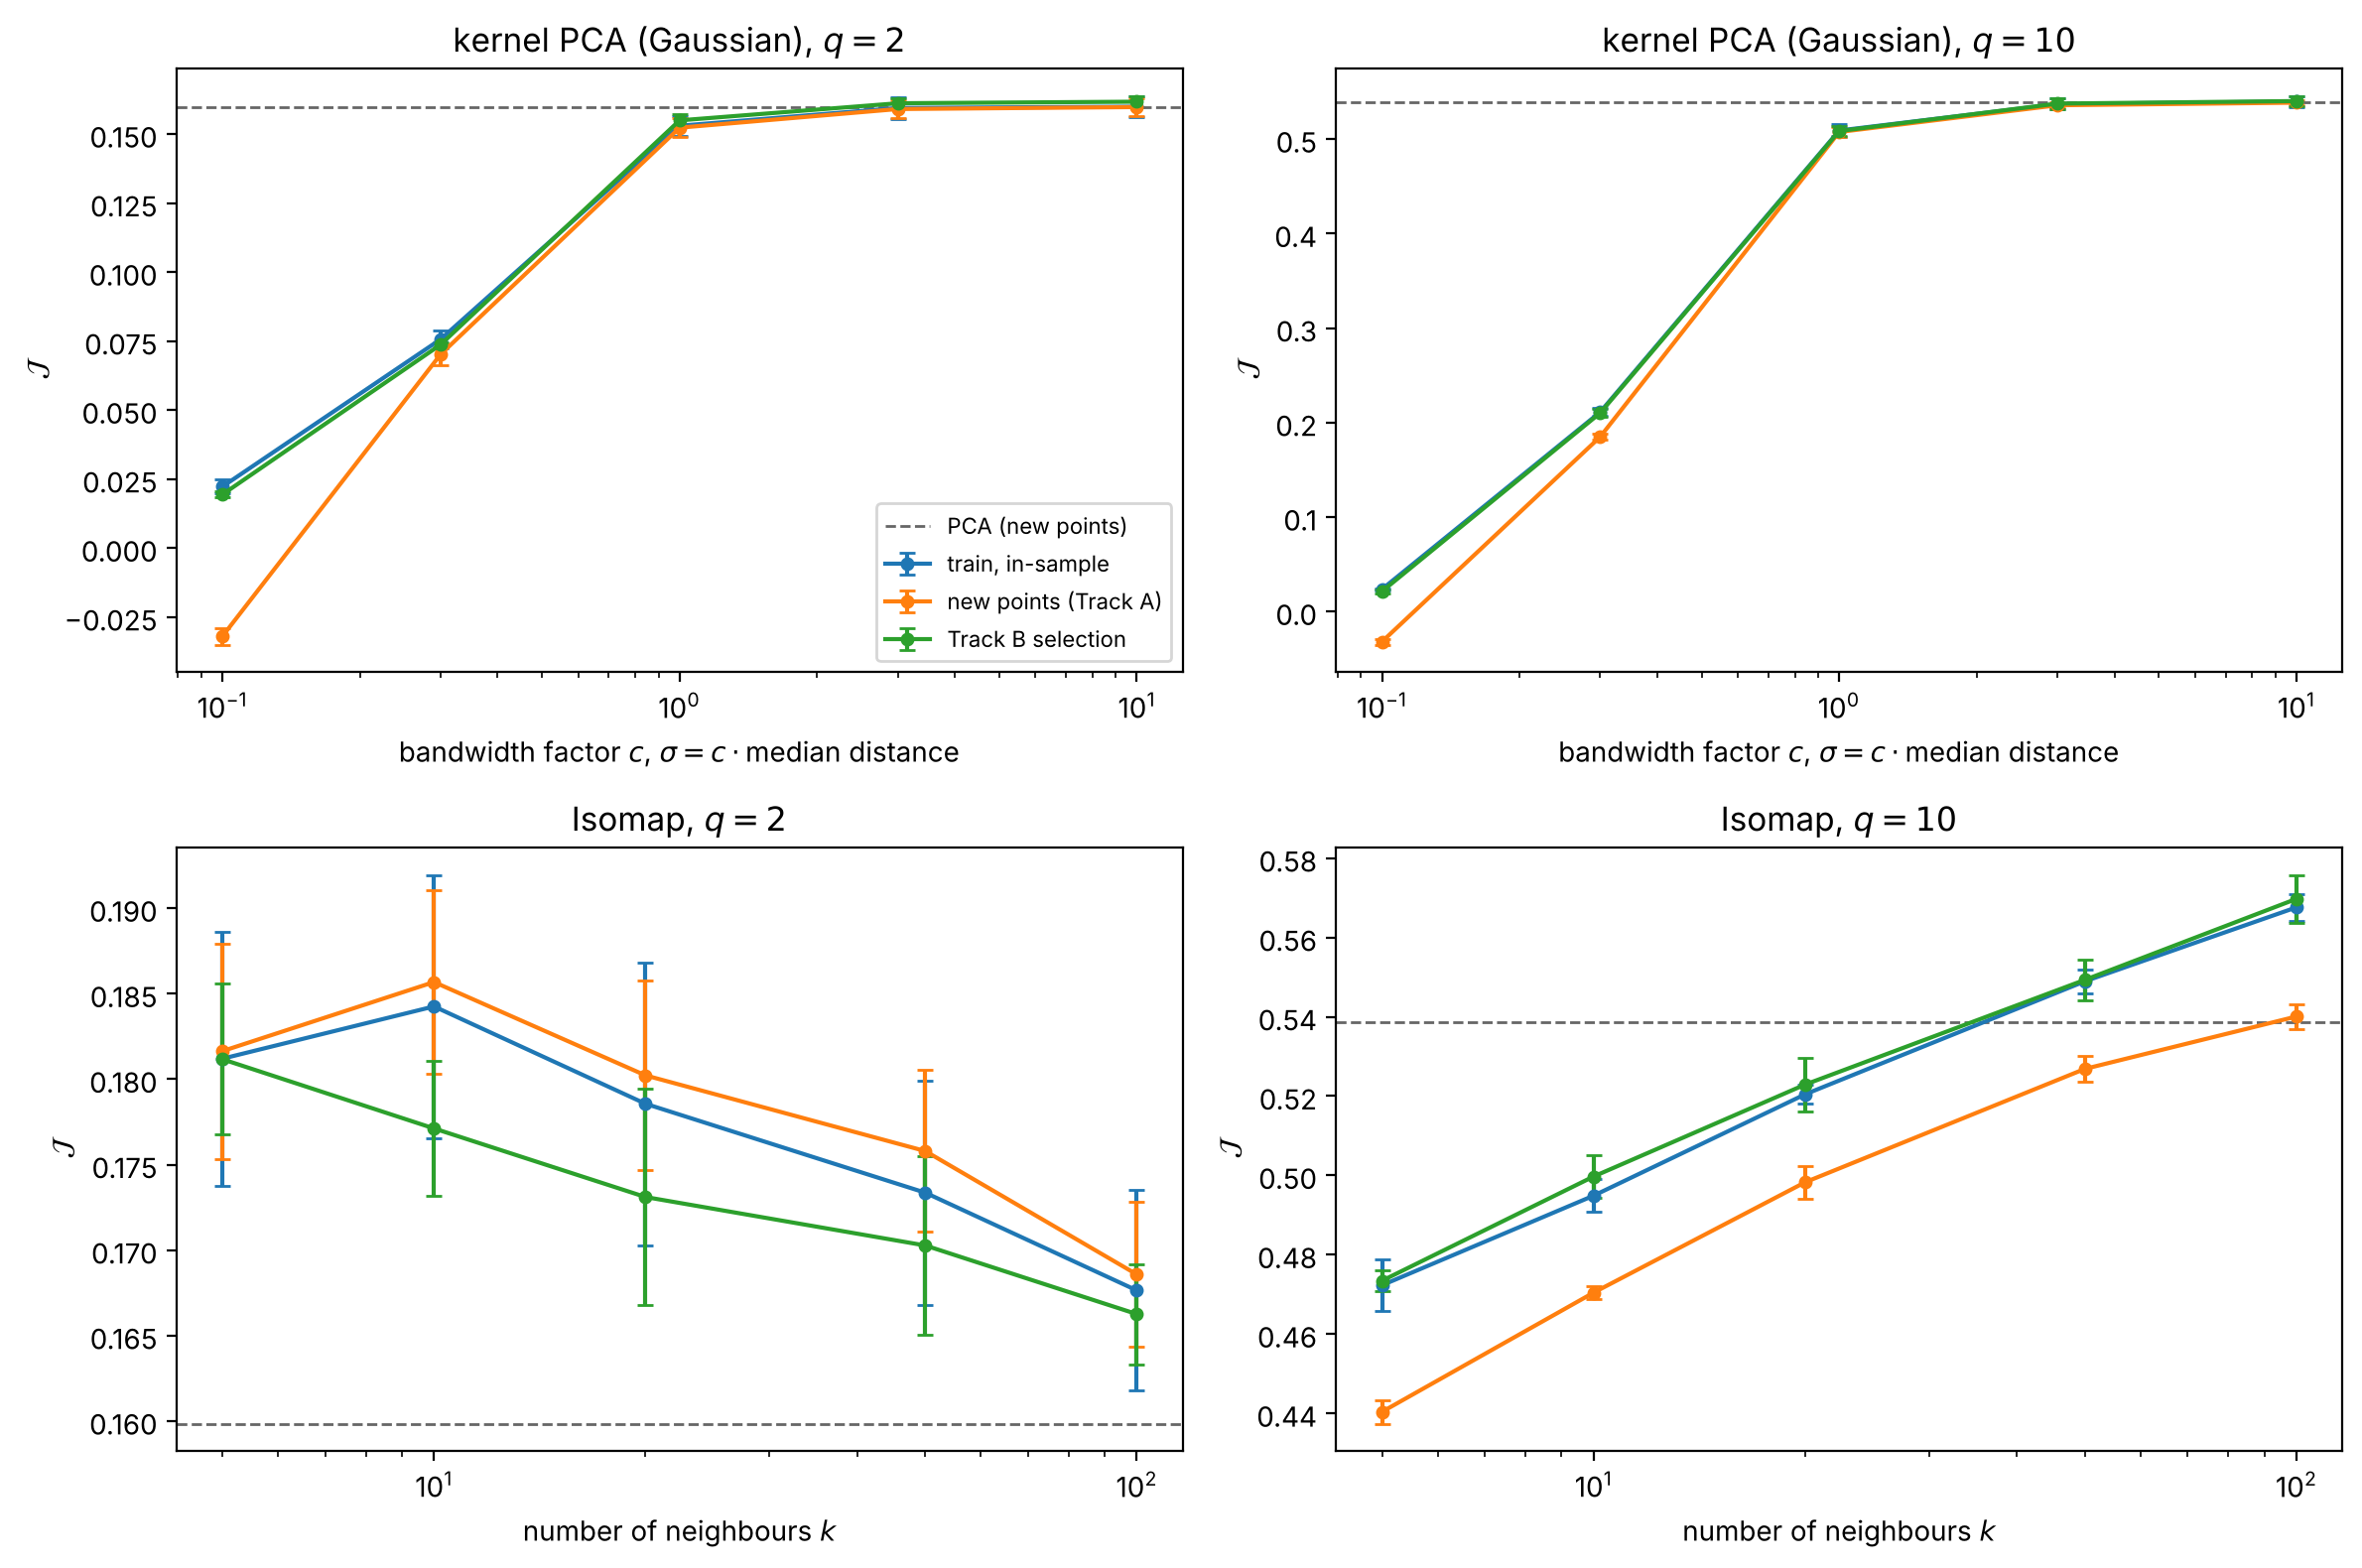 kernel PCA (Gaussian), q = 2
0.150
0.125
0.100
0.075
0.050
0.025
0.000
−0.025
𝒥
10⁻¹
10⁰
10¹
bandwidth factor c, σ = c · median distance
PCA (new points)
train, in-sample
new points (Track A)
Track B selection
kernel PCA (Gaussian), q = 10
0.5
0.4
0.3
0.2
0.1
0.0
𝒥
10⁻¹
10⁰
10¹
bandwidth factor c, σ = c · median distance
Isomap, q = 2
0.190
0.185
0.180
0.175
0.170
0.165
0.160
𝒥
10¹
10²
number of neighbours k
Isomap, q = 10
0.58
0.56
0.54
0.52
0.50
0.48
0.46
0.44
𝒥
10¹
10²
number of neighbours k